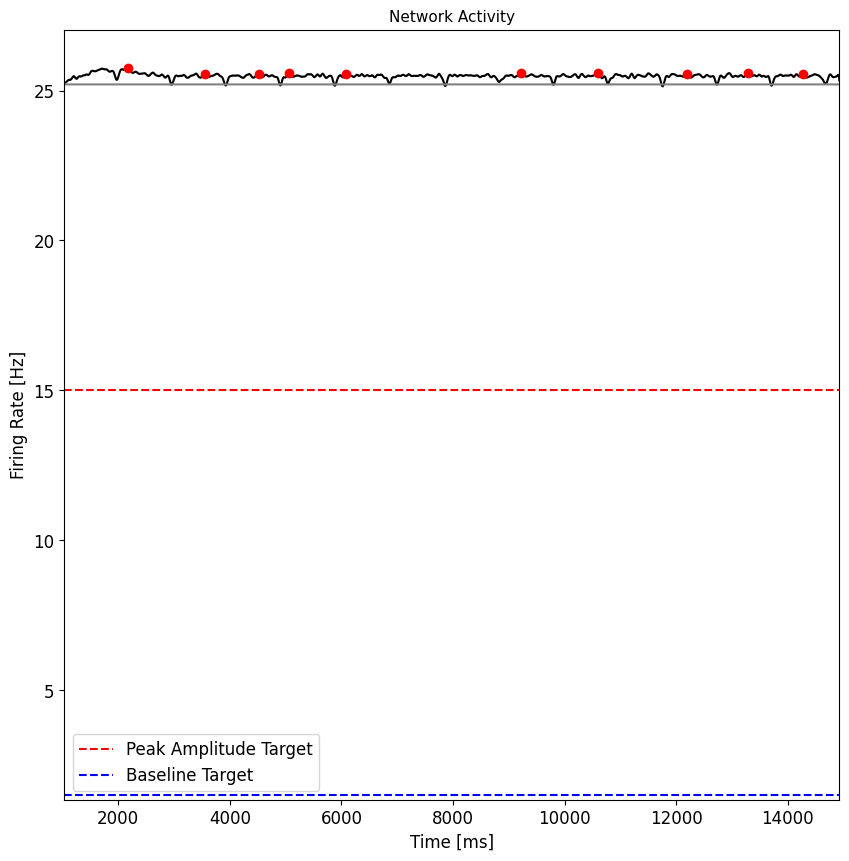 Network Activity
25
20
15
10
5
Firing Rate [Hz]
Peak Amplitude Target
Baseline Target
2000 4000 6000 8000 10000 12000 14000
Time [ms]